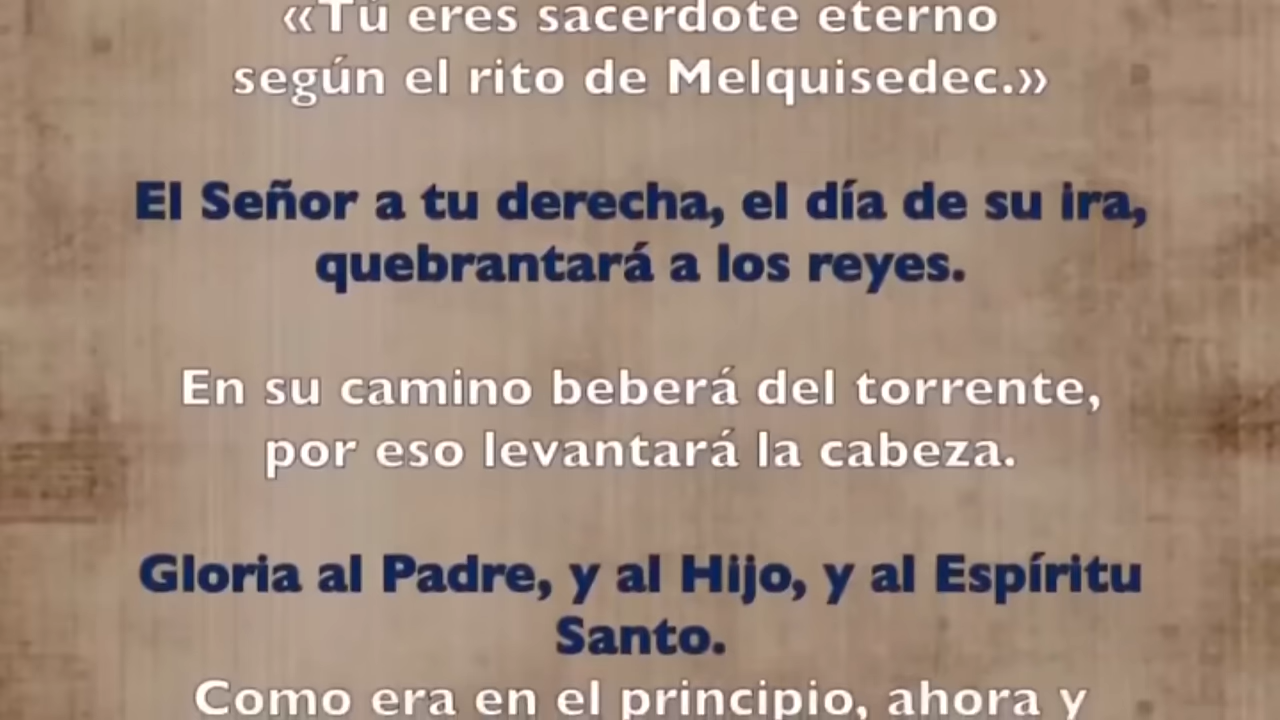 «Tú eres sacerdote eterno
según el rito de Melquisedec.»
El Señor a tu derecha, el día de su ira,
quebrantará a los reyes.
En su camino beberá del torrente,
por eso levantará la cabeza.
Gloria al Padre, y al Hijo, y al Espíritu
Santo.
Como era en el principio, ahora y